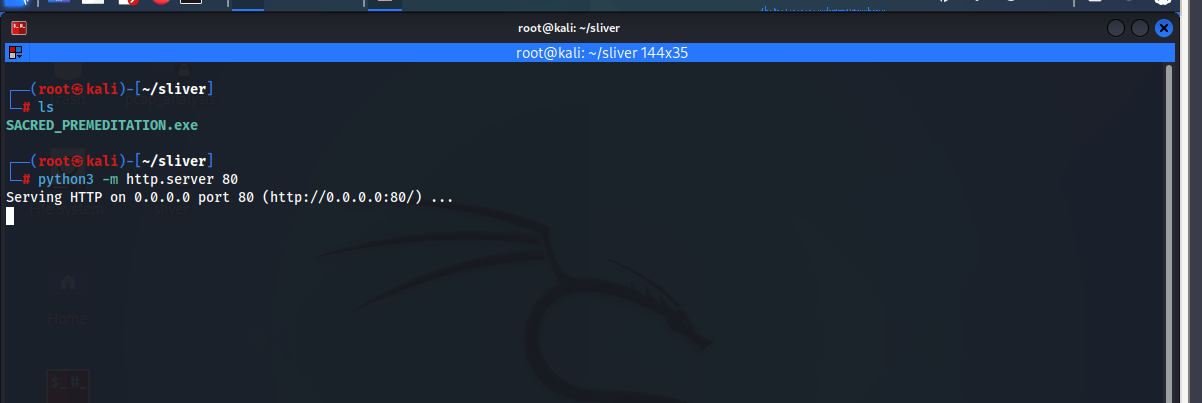 root@kali: ~/sliver
root@kali: ~/sliver 144x35
┌──(root㉿kali)-[~/sliver]
└─# ls
SACRED_PREMEDITATION.exe
┌──(root㉿kali)-[~/sliver]
└─# python3 -m http.server 80
Serving HTTP on 0.0.0.0 port 80 (http://0.0.0.0:80/) ...
Home